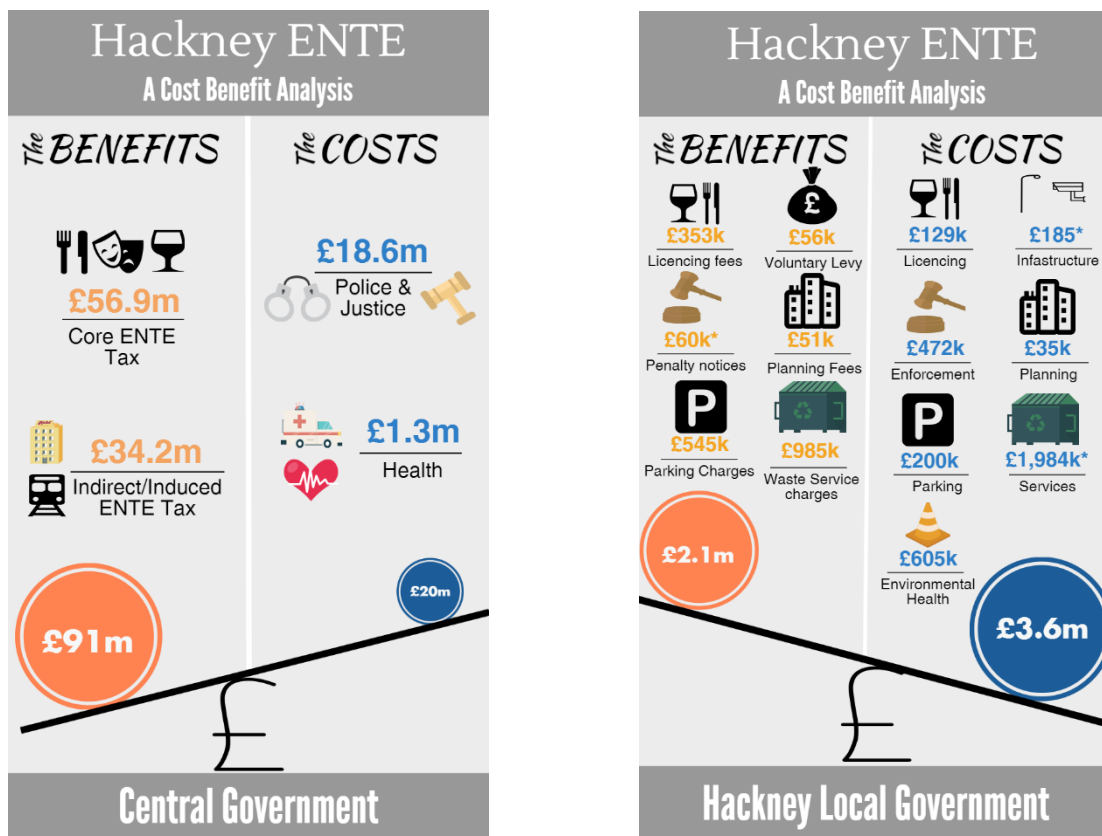 Hackney ENTE
A Cost Benefit Analysis
The BENEFITS
The COSTS
£56.9m
Core ENTE
Tax
£18.6m
Police &
Justice
£34.2m
Indirect/Induced
ENTE Tax
£1.3m
Health
£91m
£20m
£
Central Government
Hackney ENTE
A Cost Benefit Analysis
The BENEFITS
The COSTS
£
£353k
Licencing fees
£56k
Voluntary Levy
£60k*
Penalty notices
£51k
Planning Fees
P
£545k
Parking Charges
£985k
Waste Service
charges
£129k
Licencing
£185*
Infastructure
£472k
Enforcement
£35k
Planning
P
£200k
Parking
£1,984k*
Services
£605k
Environmental
Health
£2.1m
£3.6m
£
Hackney Local Government